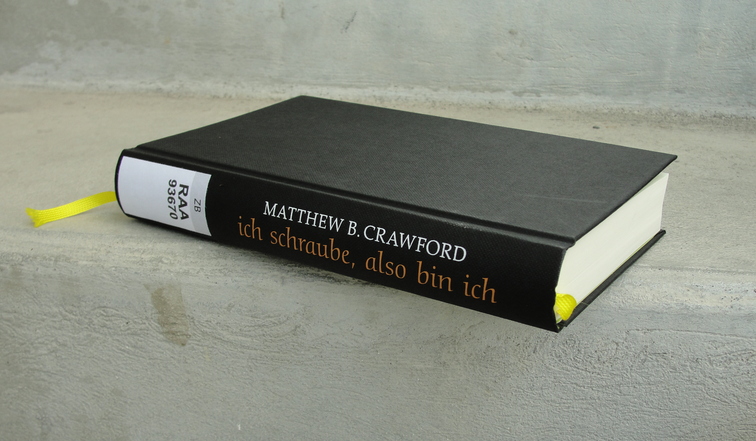 ZB
RAA
93670
MATTHEW B. CRAWFORD
ich schraube, also bin ich